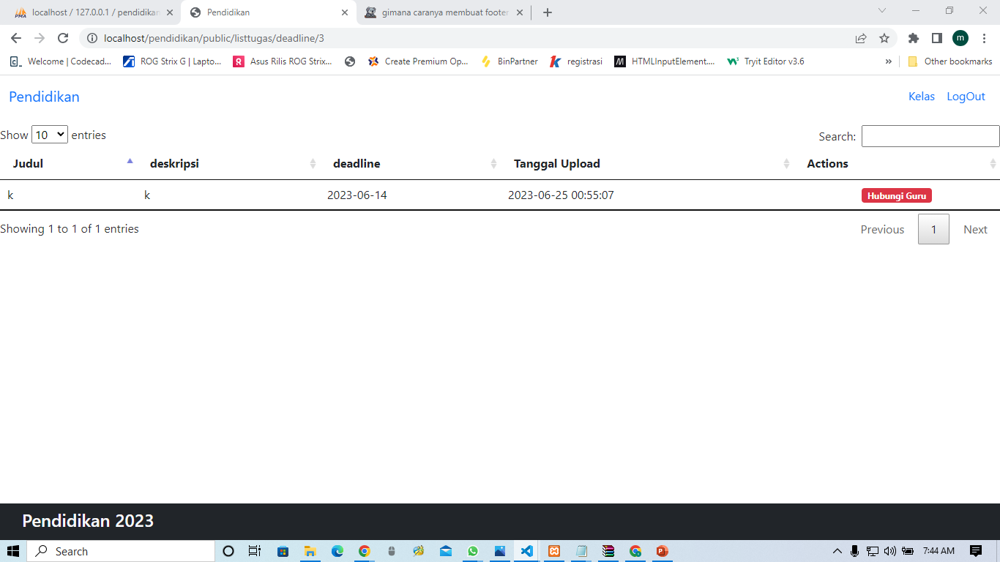 localhost / 127.0.0.1 / pendidikan
Pendidikan
gimana caranya membuat footer
localhost/pendidikan/public/listtugas/deadline/3
m
Welcome | Codecad...
ROG Strix G | Lapto...
Asus Rilis ROG Strix...
Create Premium Op...
BinPartner
registrasi
HTMLInputElement....
Tryit Editor v3.6
»
Other bookmarks
Pendidikan
Kelas
LogOut
Show 10 entries
Search:
Judul deskripsi deadline Tanggal Upload Actions
k k 2023-06-14 2023-06-25 00:55:07 Hubungi Guru
Showing 1 to 1 of 1 entries
Previous 1 Next
Pendidikan 2023
Search
7:44 AM